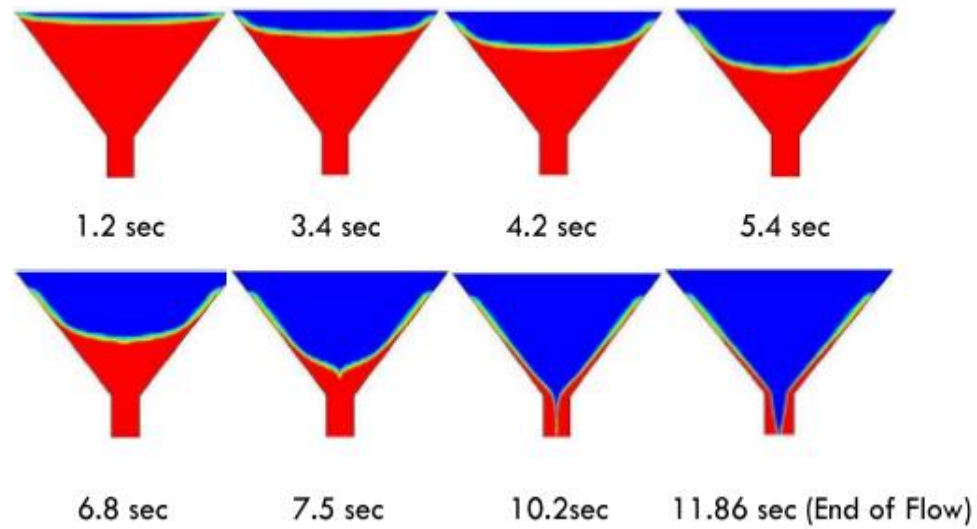 1.2 sec
3.4 sec
4.2 sec
5.4 sec
6.8 sec
7.5 sec
10.2sec
11.86 sec (End of Flow)